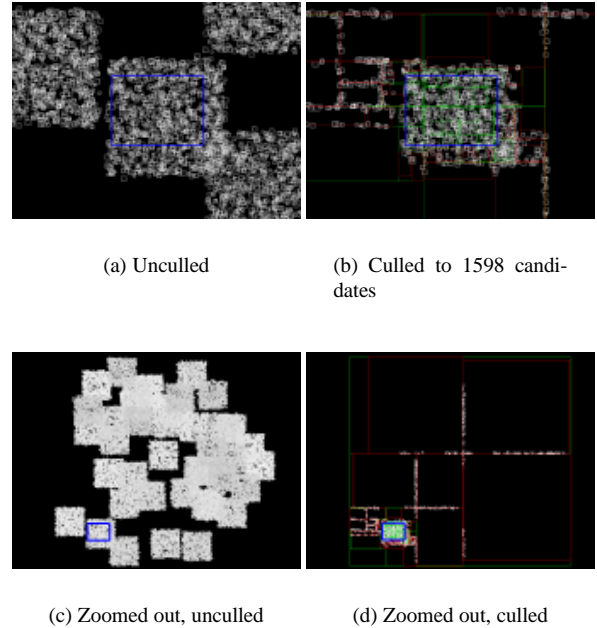 (a) Unculled
(b) Culled to 1598 candi-
dates
(c) Zoomed out, unculled
(d) Zoomed out, culled